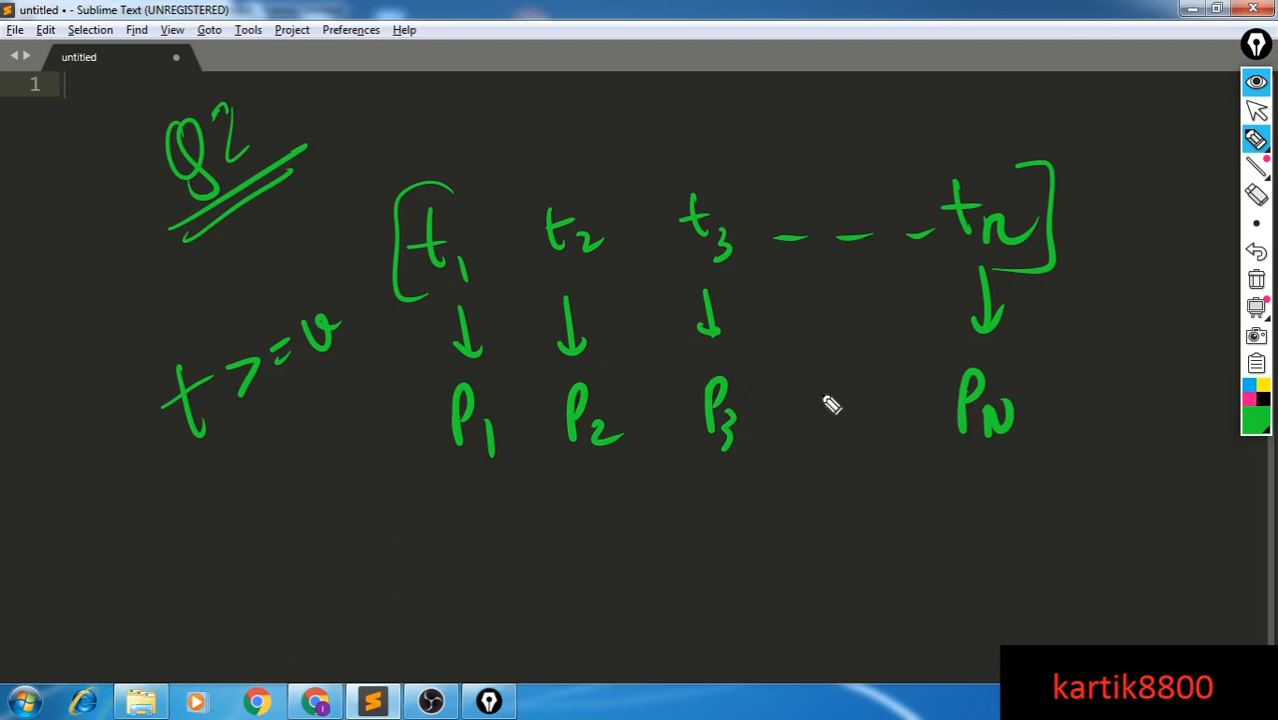 untitled • - Sublime Text (UNREGISTERED)
File Edit Selection Find View Goto Tools Project Preferences Help
untitled
1
Q2
[t1 t2 t3 - - - tn]
t >= v
P1 P2 P3 PN
kartik8800